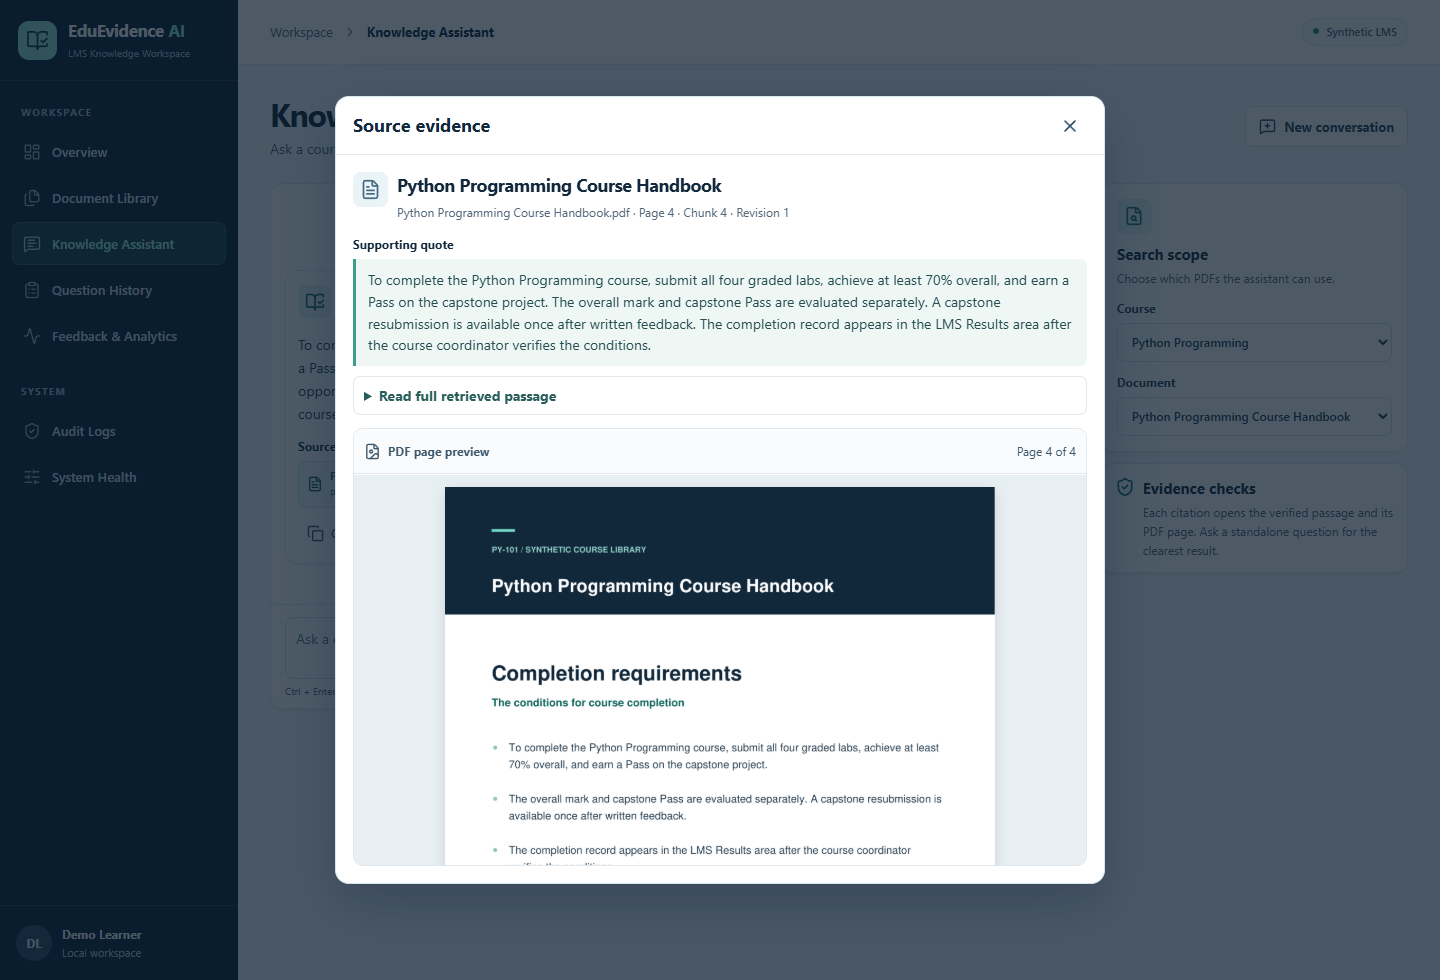 EduEvidence AI
LMS Knowledge Workspace
WORKSPACE
Overview
Document Library
Knowledge Assistant
Question History
Feedback & Analytics
SYSTEM
Audit Logs
System Health
DL
Demo Learner
Local workspace
Workspace > Knowledge Assistant
Synthetic LMS
Ask a cour
New conversation
To cor
a Pass
oppor
course
Source
Ask a
Ctrl + Enter
Source evidence
Python Programming Course Handbook
Python Programming Course Handbook.pdf · Page 4 · Chunk 4 · Revision 1
Supporting quote
To complete the Python Programming course, submit all four graded labs, achieve at least 70% overall, and earn a
Pass on the capstone project. The overall mark and capstone Pass are evaluated separately. A capstone
resubmission is available once after written feedback. The completion record appears in the LMS Results area after
the course coordinator verifies the conditions.
Read full retrieved passage
PDF page preview
Page 4 of 4
PY-101 / SYNTHETIC COURSE LIBRARY
Python Programming Course Handbook
Completion requirements
The conditions for course completion
• To complete the Python Programming course, submit all four graded labs, achieve at least
70% overall, and earn a Pass on the capstone project.
• The overall mark and capstone Pass are evaluated separately. A capstone resubmission is
available once after written feedback.
• The completion record appears in the LMS Results area after the course coordinator
Search scope
Choose which PDFs the assistant can use.
Course
Python Programming
Document
Python Programming Course Handbook
Evidence checks
Each citation opens the verified passage and its
PDF page. Ask a standalone question for the
clearest result.